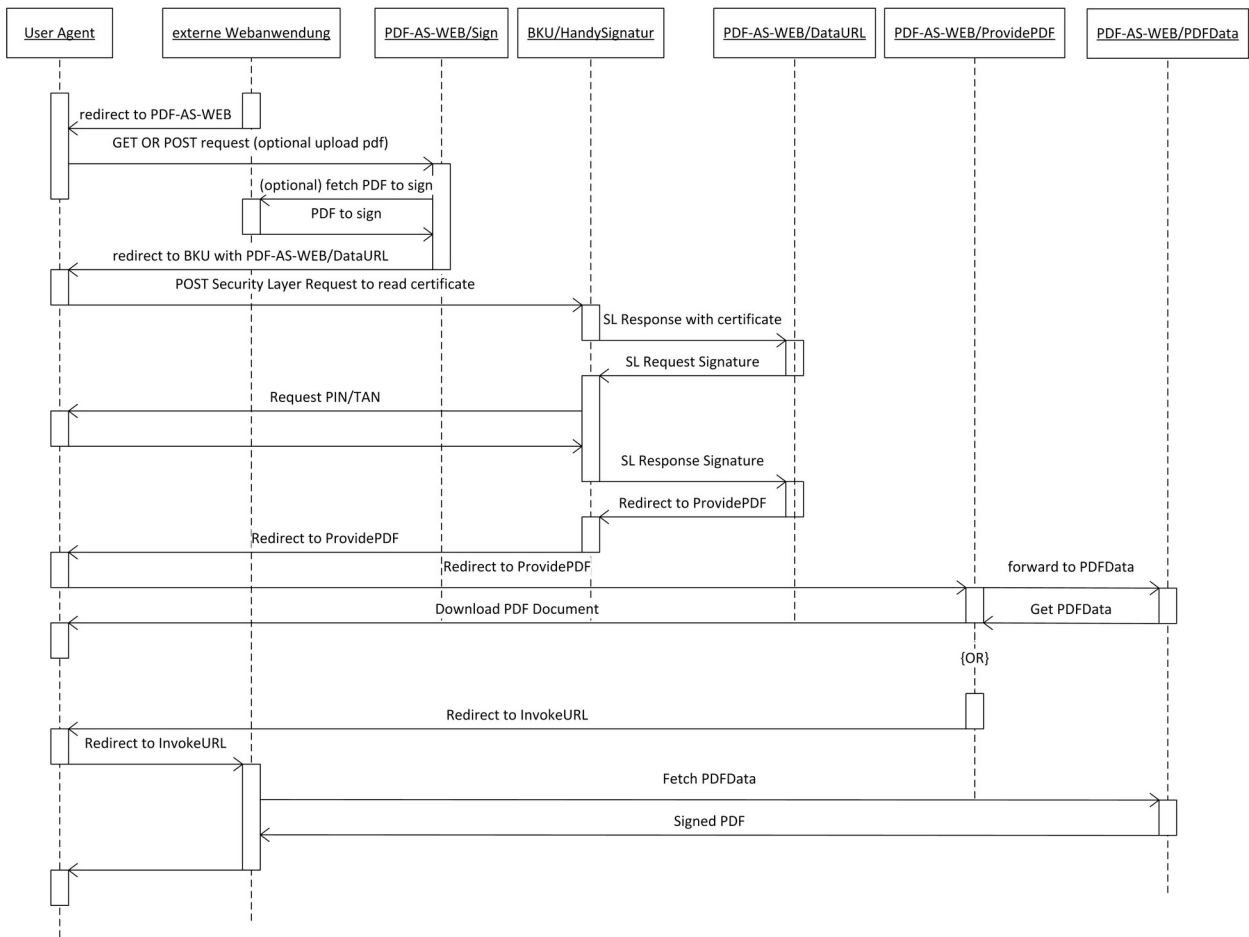 User Agent
externe Webanwendung
PDF-AS-WEB/Sign
BKU/HandySignatur
PDF-AS-WEB/DataURL
PDF-AS-WEB/ProvidePDF
PDF-AS-WEB/PDFData
redirect to PDF-AS-WEB
GET OR POST request (optional upload pdf)
(optional) fetch PDF to sign
PDF to sign
redirect to BKU with PDF-AS-WEB/DataURL
POST Security Layer Request to read certificate
SL Response with certificate
SL Request Signature
Request PIN/TAN
SL Response Signature
Redirect to ProvidePDF
Redirect to ProvidePDF
Redirect to ProvidePDF
forward to PDFData
Download PDF Document
Get PDFData
{OR}
Redirect to InvokeURL
Redirect to InvokeURL
Fetch PDFData
Signed PDF